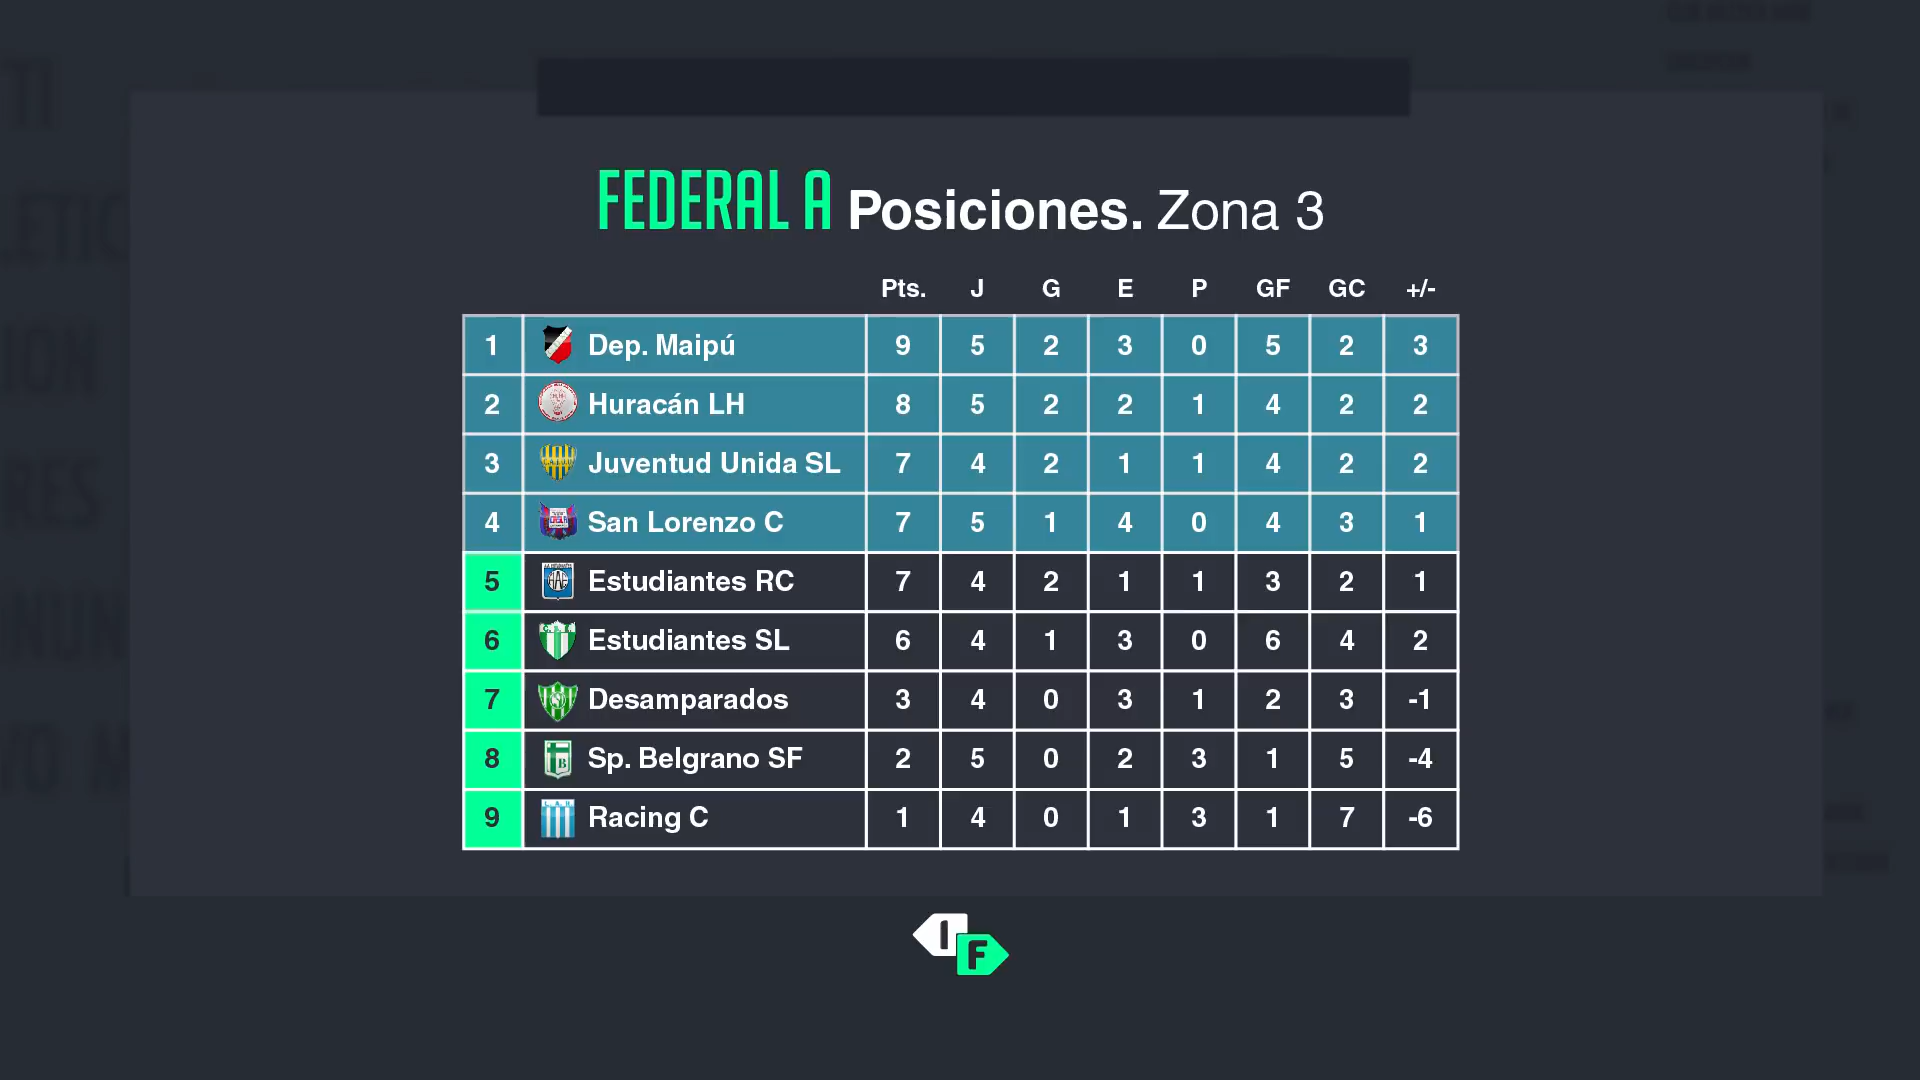 FEDERAL A Posiciones. Zona 3
Pts. J G E P GF GC +/-
1 Dep. Maipú 9 5 2 3 0 5 2 3
2 Huracán LH 8 5 2 2 1 4 2 2
3 Juventud Unida SL 7 4 2 1 1 4 2 2
4 San Lorenzo C 7 5 1 4 0 4 3 1
5 Estudiantes RC 7 4 2 1 1 3 2 1
6 Estudiantes SL 6 4 1 3 0 6 4 2
7 Desamparados 3 4 0 3 1 2 3 -1
8 Sp. Belgrano SF 2 5 0 2 3 1 5 -4
9 Racing C 1 4 0 1 3 1 7 -6
I F